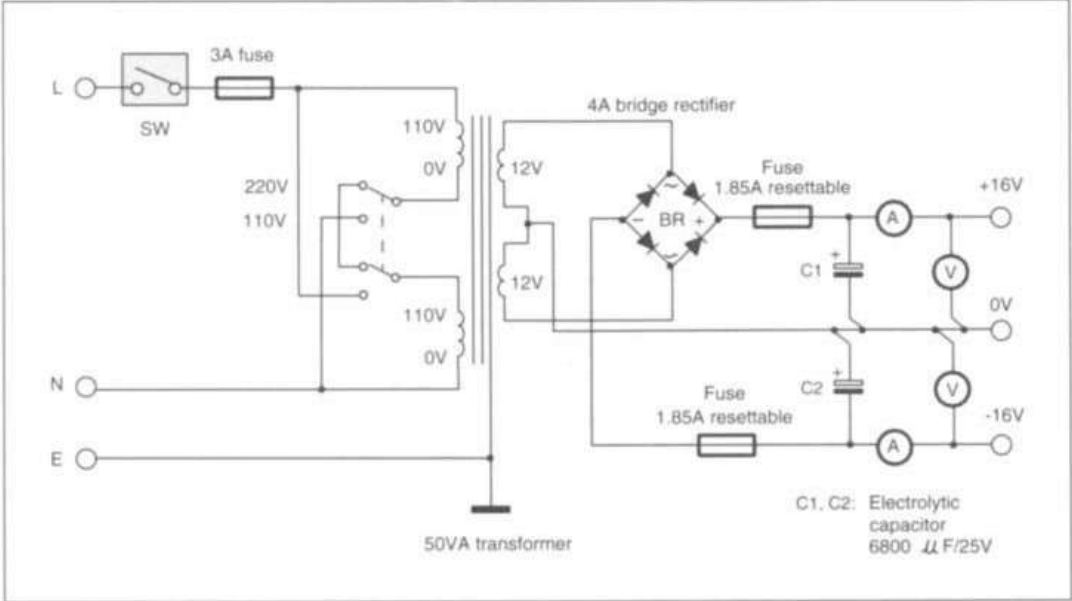 3A fuse
L
SW
4A bridge rectifier
110V
0V
12V
Fuse
1.85A resettable
+16V
220V
110V
~
- BR +
~
A
+
C1
V
12V
0V
110V
0V
N
Fuse
1.85A resettable
+
C2
V
-16V
A
E
C1, C2: Electrolytic
capacitor
6800 μF/25V
50VA transformer